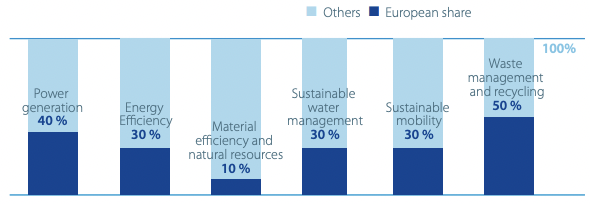 Others European share
100%
Power
generation
40 %
Energy
Efficiency
30 %
Material
efficiency and
natural resources
10 %
Sustainable
water
management
30 %
Sustainable
mobility
30 %
Waste
management
and recycling
50 %